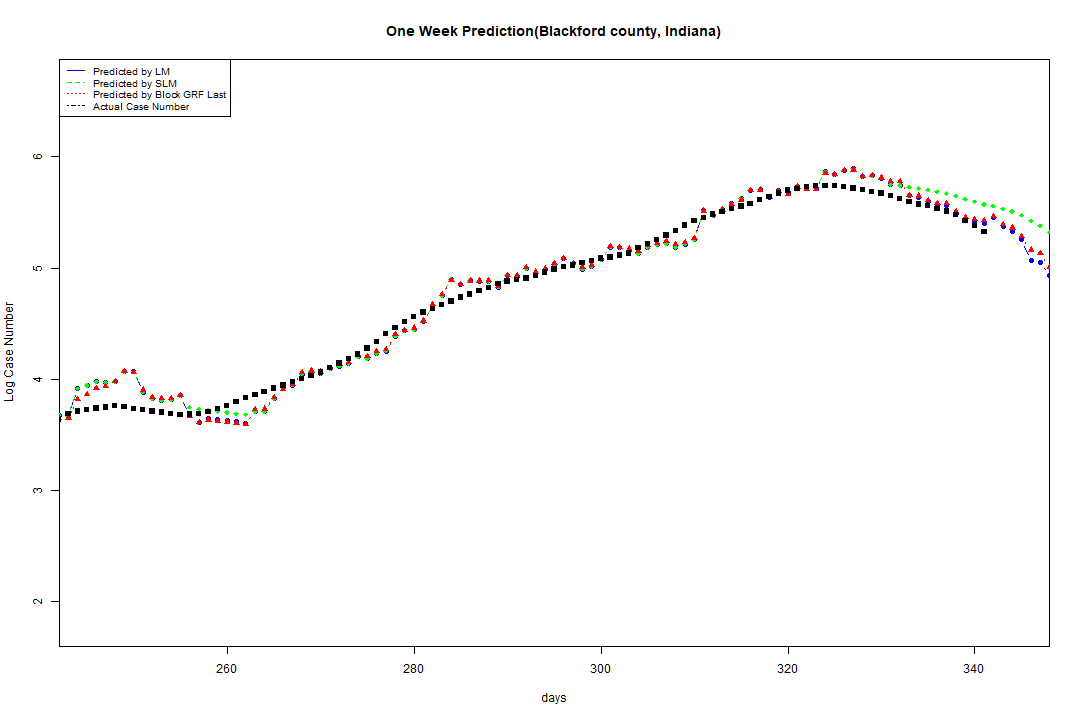 One Week Prediction(Blackford county, Indiana)
Predicted by LM
Predicted by SLM
Predicted by Block GRF Last
Actual Case Number
Log Case Number
6
5
4
3
2
260 280 300 320 340
days